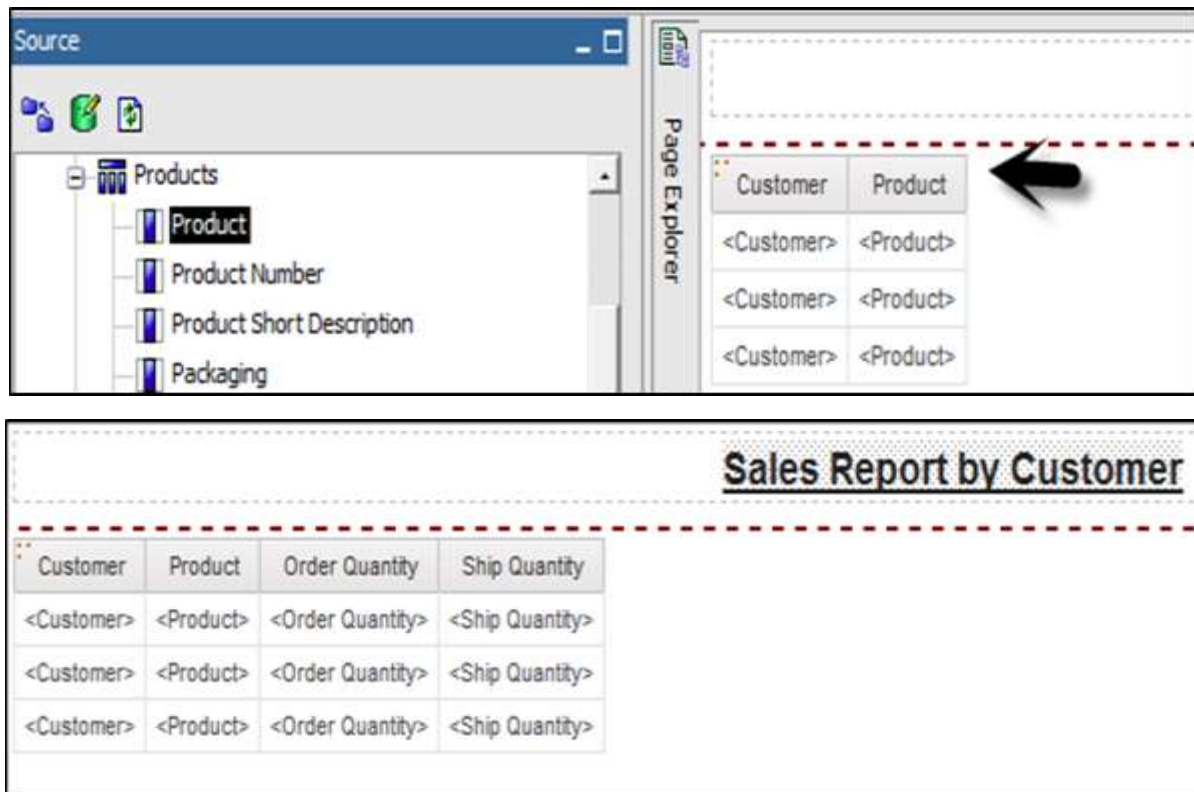 Source
Products
Product
Product Number
Product Short Description
Packaging
Page Explorer
Customer Product
<Customer> <Product>
<Customer> <Product>
<Customer> <Product>
Sales Report by Customer
Customer Product Order Quantity Ship Quantity
<Customer> <Product> <Order Quantity> <Ship Quantity>
<Customer> <Product> <Order Quantity> <Ship Quantity>
<Customer> <Product> <Order Quantity> <Ship Quantity>